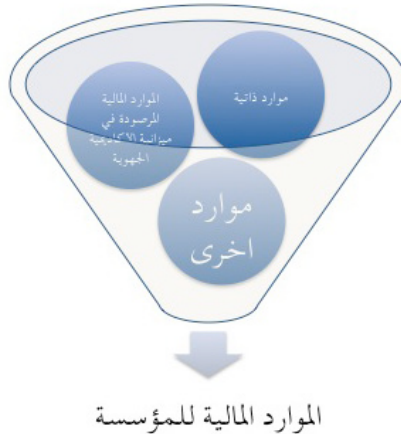 موارد ذاتية
الموارد المالية
المرصودة في
ميزانية الاكاديمية
الجهوية
موارد
اخرى
الموارد المالية للمؤسسة